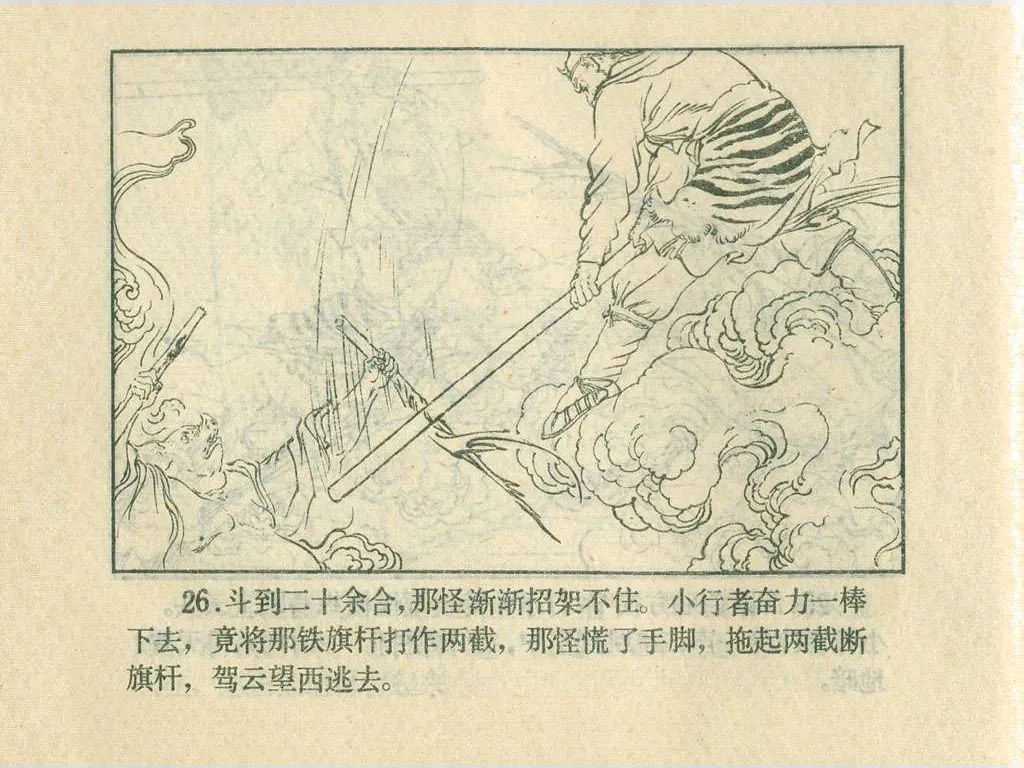 26.斗到二十余合,那怪渐渐招架不住。小行者奋力一棒
下去,竟将那铁旗杆打作两截,那怪慌了手脚,拖起两截断
旗杆,驾云望西逃去。